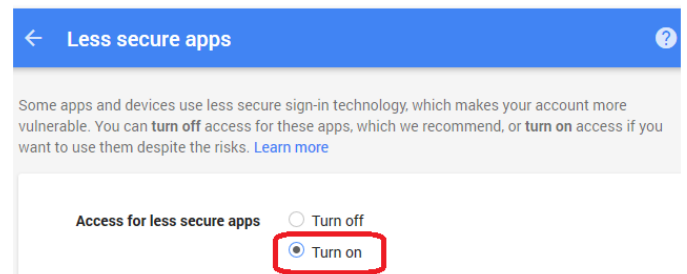 Less secure apps
Some apps and devices use less secure sign-in technology, which makes your account more
vulnerable. You can turn off access for these apps, which we recommend, or turn on access if you
want to use them despite the risks. Learn more
Access for less secure apps
Turn off
Turn on